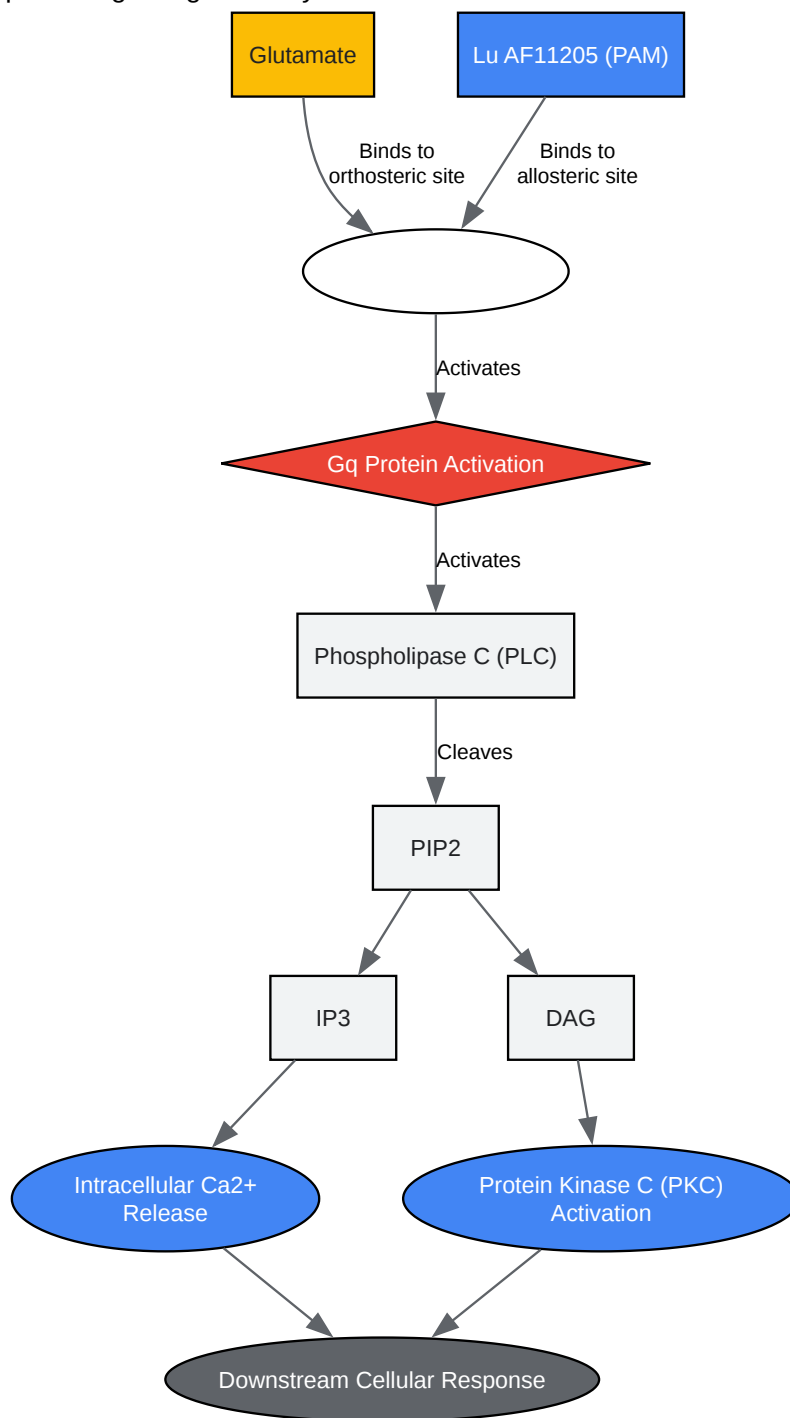 Glutamate
Lu AF11205 (PAM)
Binds to
orthosteric site
Binds to
allosteric site
Activates
Gq Protein Activation
Activates
Phospholipase C (PLC)
Cleaves
PIP2
IP3
DAG
Intracellular Ca2+
Release
Protein Kinase C (PKC)
Activation
Downstream Cellular Response